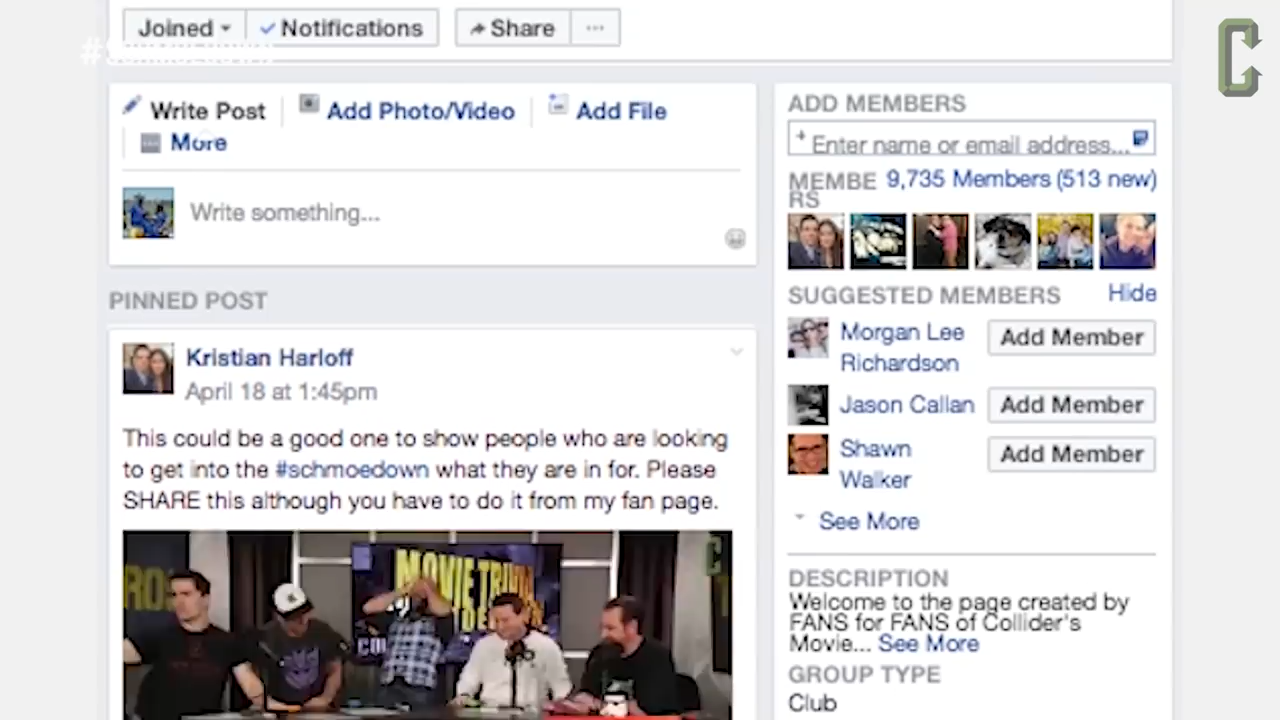 Joined
Notifications
Share
Write Post
Add Photo/Video
Add File
More
Write something...
PINNED POST
Kristian Harloff
April 18 at 1:45pm
This could be a good one to show people who are looking
to get into the #schmoedown what they are in for. Please
SHARE this although you have to do it from my fan page.
MOVIE TRIVIA
ADD MEMBERS
Enter name or email address...
MEMBE
RS
9,735 Members (513 new)
SUGGESTED MEMBERS
Hide
Morgan Lee
Richardson
Add Member
Jason Callan
Add Member
Shawn
Walker
Add Member
See More
DESCRIPTION
Welcome to the page created by
FANS for FANS of Collider's
Movie... See More
GROUP TYPE
Club